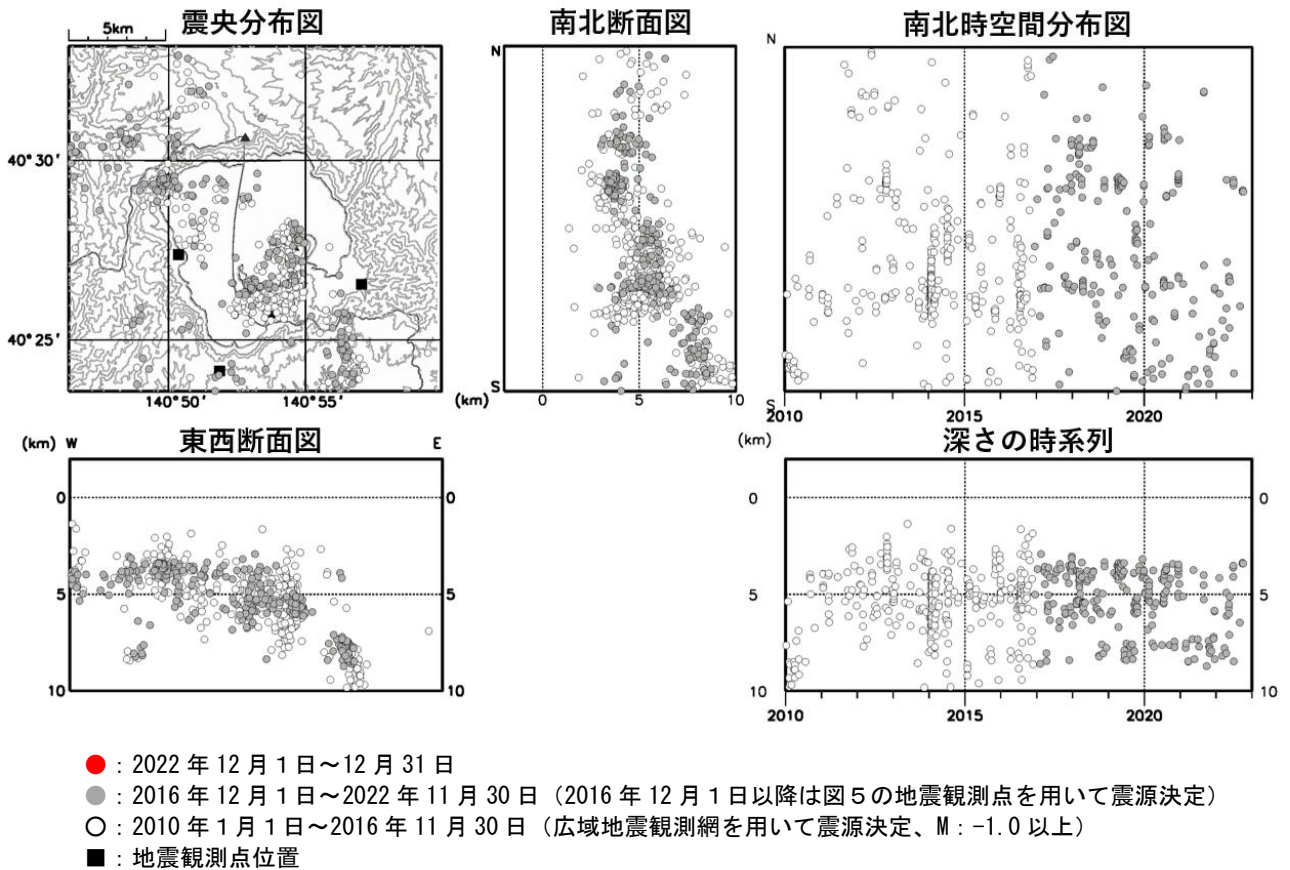 震央分布図
5km
40°30′
40°25′
140°50′
140°55′
南北断面図
N
S
(km)
0
5
10
南北時空間分布図
N
S
2010
2015
2020
東西断面図
(km) W
E
0
0
5
5
10
10
深さの時系列
(km)
0
0
5
5
10
10
2010
2015
2020
●：2022 年 12 月 1 日～12 月 31 日
●：2016 年 12 月 1 日～2022 年 11 月 30 日（2016 年 12 月 1 日以降は図５の地震観測点を用いて震源決定）
○：2010 年 1 月 1 日～2016 年 11 月 30 日（広域地震観測網を用いて震源決定、M：-1.0 以上）
■：地震観測点位置